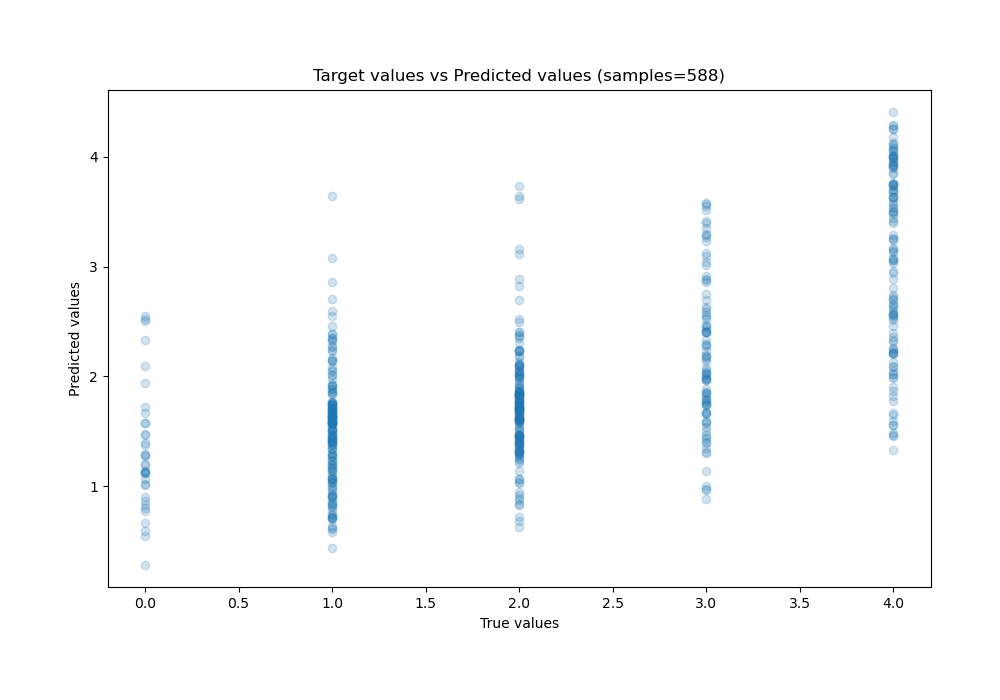 Target values vs Predicted values (samples=588)
Predicted values
4
3
2
1
0.0 0.5 1.0 1.5 2.0 2.5 3.0 3.5 4.0
True values